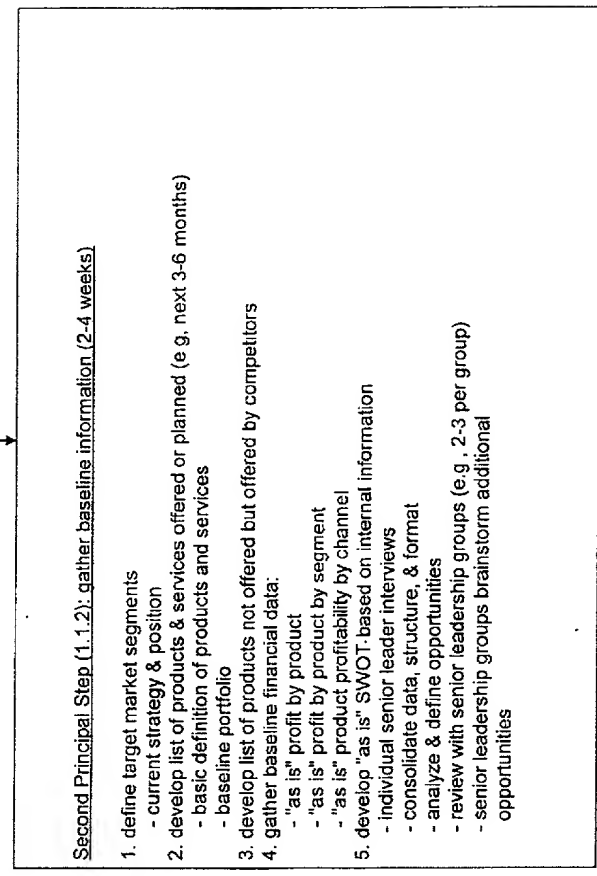 Second Principal Step (1.1.2): gather baseline information (2-4 weeks)
1. define target market segments
- current strategy & position
2. develop list of products & services offered or planned (e g, next 3-6 months)
- basic definition of products and services
- baseline portfolio
3. develop list of products not offered but offered by competitors
4. gather baseline financial data:
- "as is" profit by product
- "as is" profit by product by segment
- "as is" product profitability by channel
5. develop "as is" SWOT-based on internal information
- individual senior leader interviews
- consolidate data, structure, & format
- analyze & define opportunities
- review with senior leadership groups (e.g , 2-3 per group)
- senior leadership groups brainstorm additional
opportunities